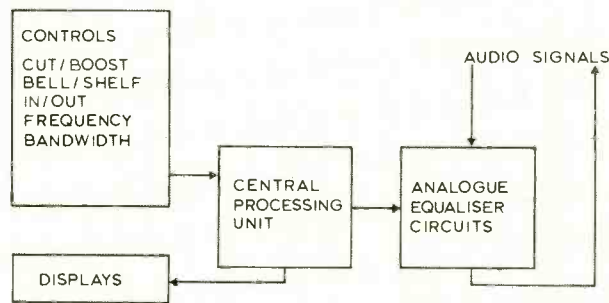 CONTROLS
CUT/BOOST
BELL/SHELF
IN/OUT
FREQUENCY
BANDWIDTH
AUDIO SIGNALS
CENTRAL
PROCESSING
UNIT
ANALOGUE
EQUALISER
CIRCUITS
DISPLAYS